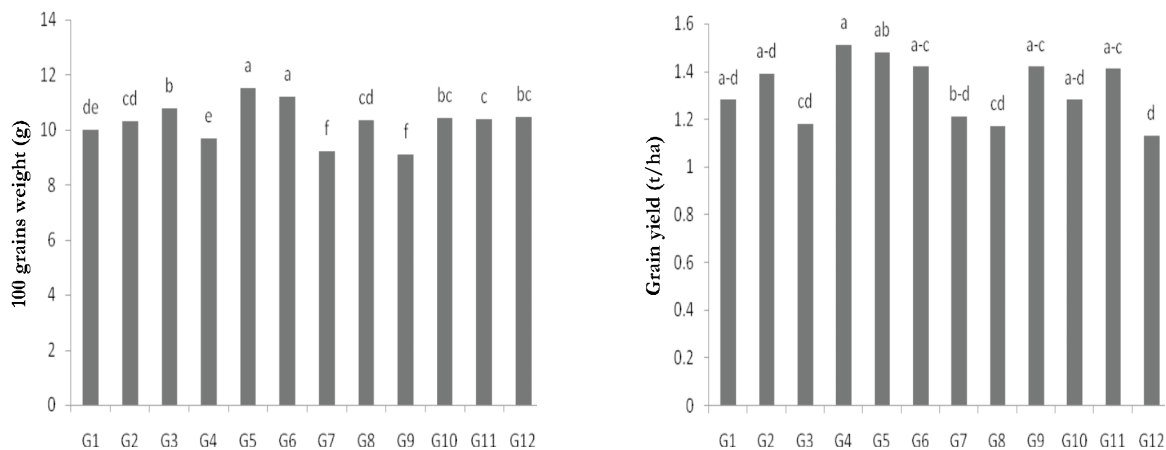 100 grains weight (g)
14
12
10
8
6
4
2
0
de
cd
b
e
a
a
f
cd
f
bc
c
bc
G1 G2 G3 G4 G5 G6 G7 G8 G9 G10 G11 G12
Grain yield (t/ha)
1.6
1.4
1.2
1
0.8
0.6
0.4
0.2
0
a-d
a-d
cd
a
ab
a-c
b-d
cd
a-c
a-d
a-c
d
G1 G2 G3 G4 G5 G6 G7 G8 G9 G10 G11 G12